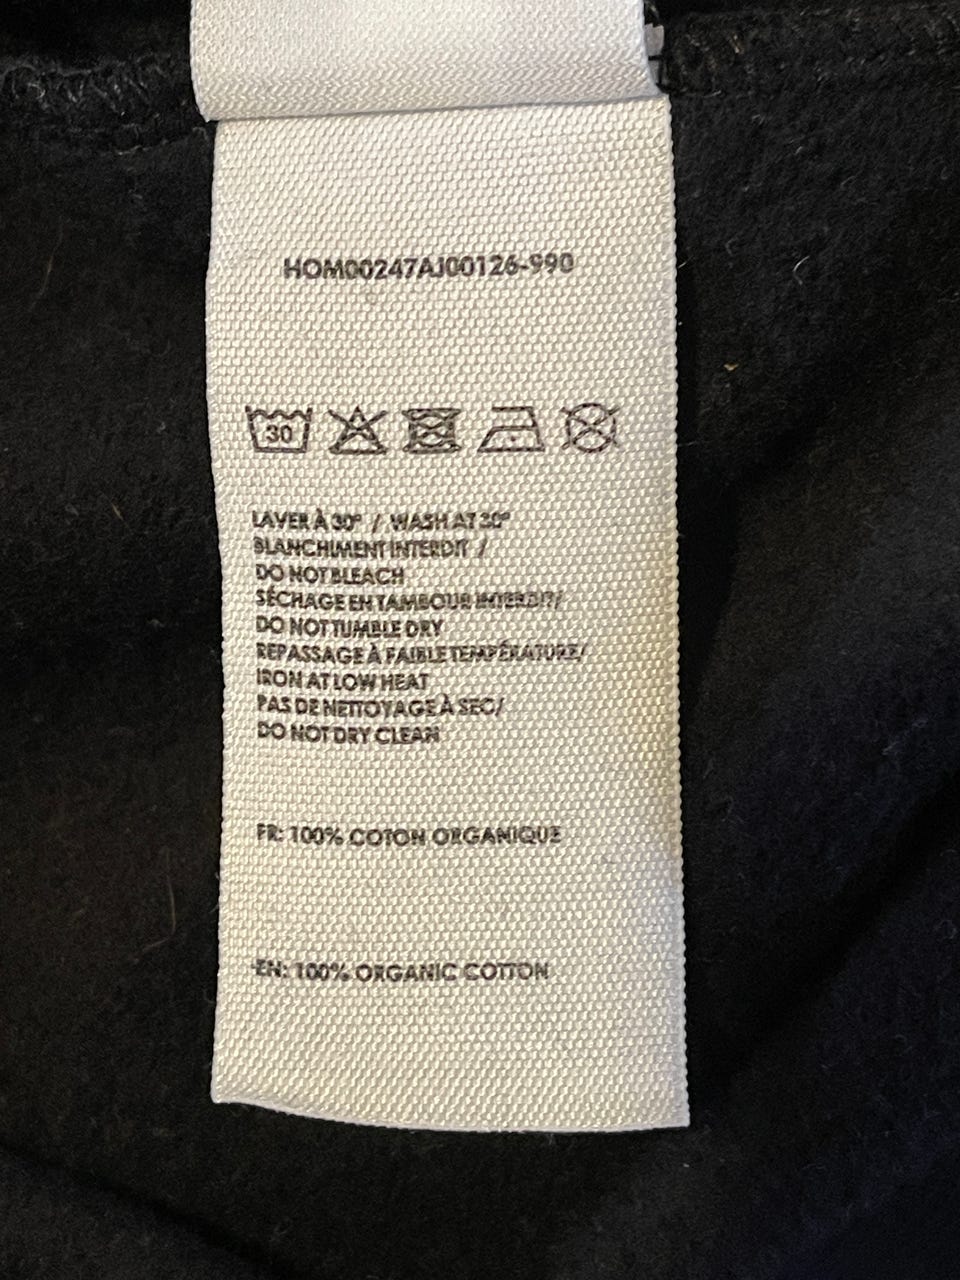 HOM00247AJ00126-990
30
LAVER À 30° / WASH AT 30°
BLANCHIMENT INTERDIT /
DO NOT BLEACH
SÉCHAGE EN TAMBOUR INTERDIT/
DO NOT TUMBLE DRY
REPASSAGE À FAIBLE TEMPÉRATURE/
IRON AT LOW HEAT
PAS DE NETTOYAGE À SEC/
DO NOT DRY CLEAN
FR: 100% COTON ORGANIQUE
EN: 100% ORGANIC COTTON